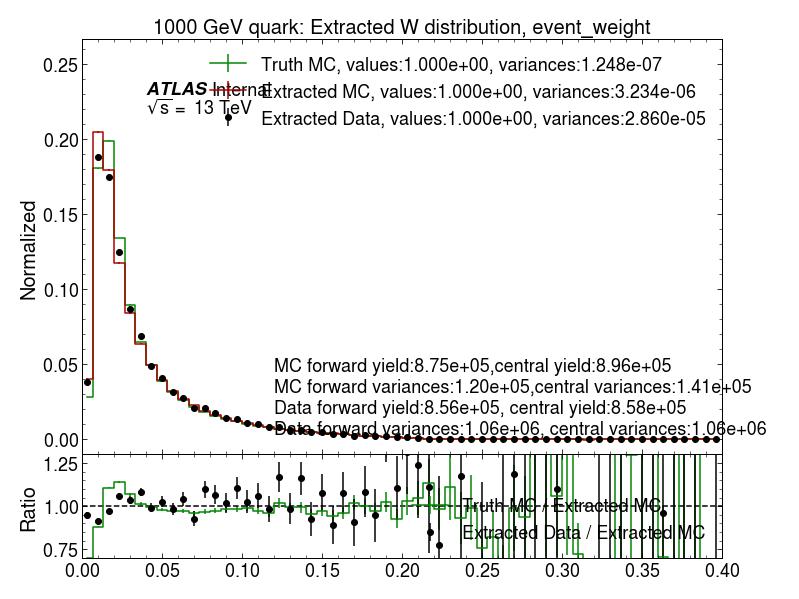 1000 GeV quark: Extracted W distribution, event_weight
Truth MC, values:1.000e+00, variances:1.248e-07
ATLAS Internal
Extracted MC, values:1.000e+00, variances:3.234e-06
√s = 13 TeV
Extracted Data, values:1.000e+00, variances:2.860e-05
0.25
0.20
0.15
0.10
0.05
0.00
Normalized
MC forward yield:8.75e+05,central yield:8.96e+05
MC forward variances:1.20e+05,central variances:1.41e+05
Data forward yield:8.56e+05, central yield:8.58e+05
Data forward variances:1.06e+06, central variances:1.06e+06
1.25
1.00
0.75
Ratio
Truth MC / Extracted MC
Extracted Data / Extracted MC
0.00 0.05 0.10 0.15 0.20 0.25 0.30 0.35 0.40